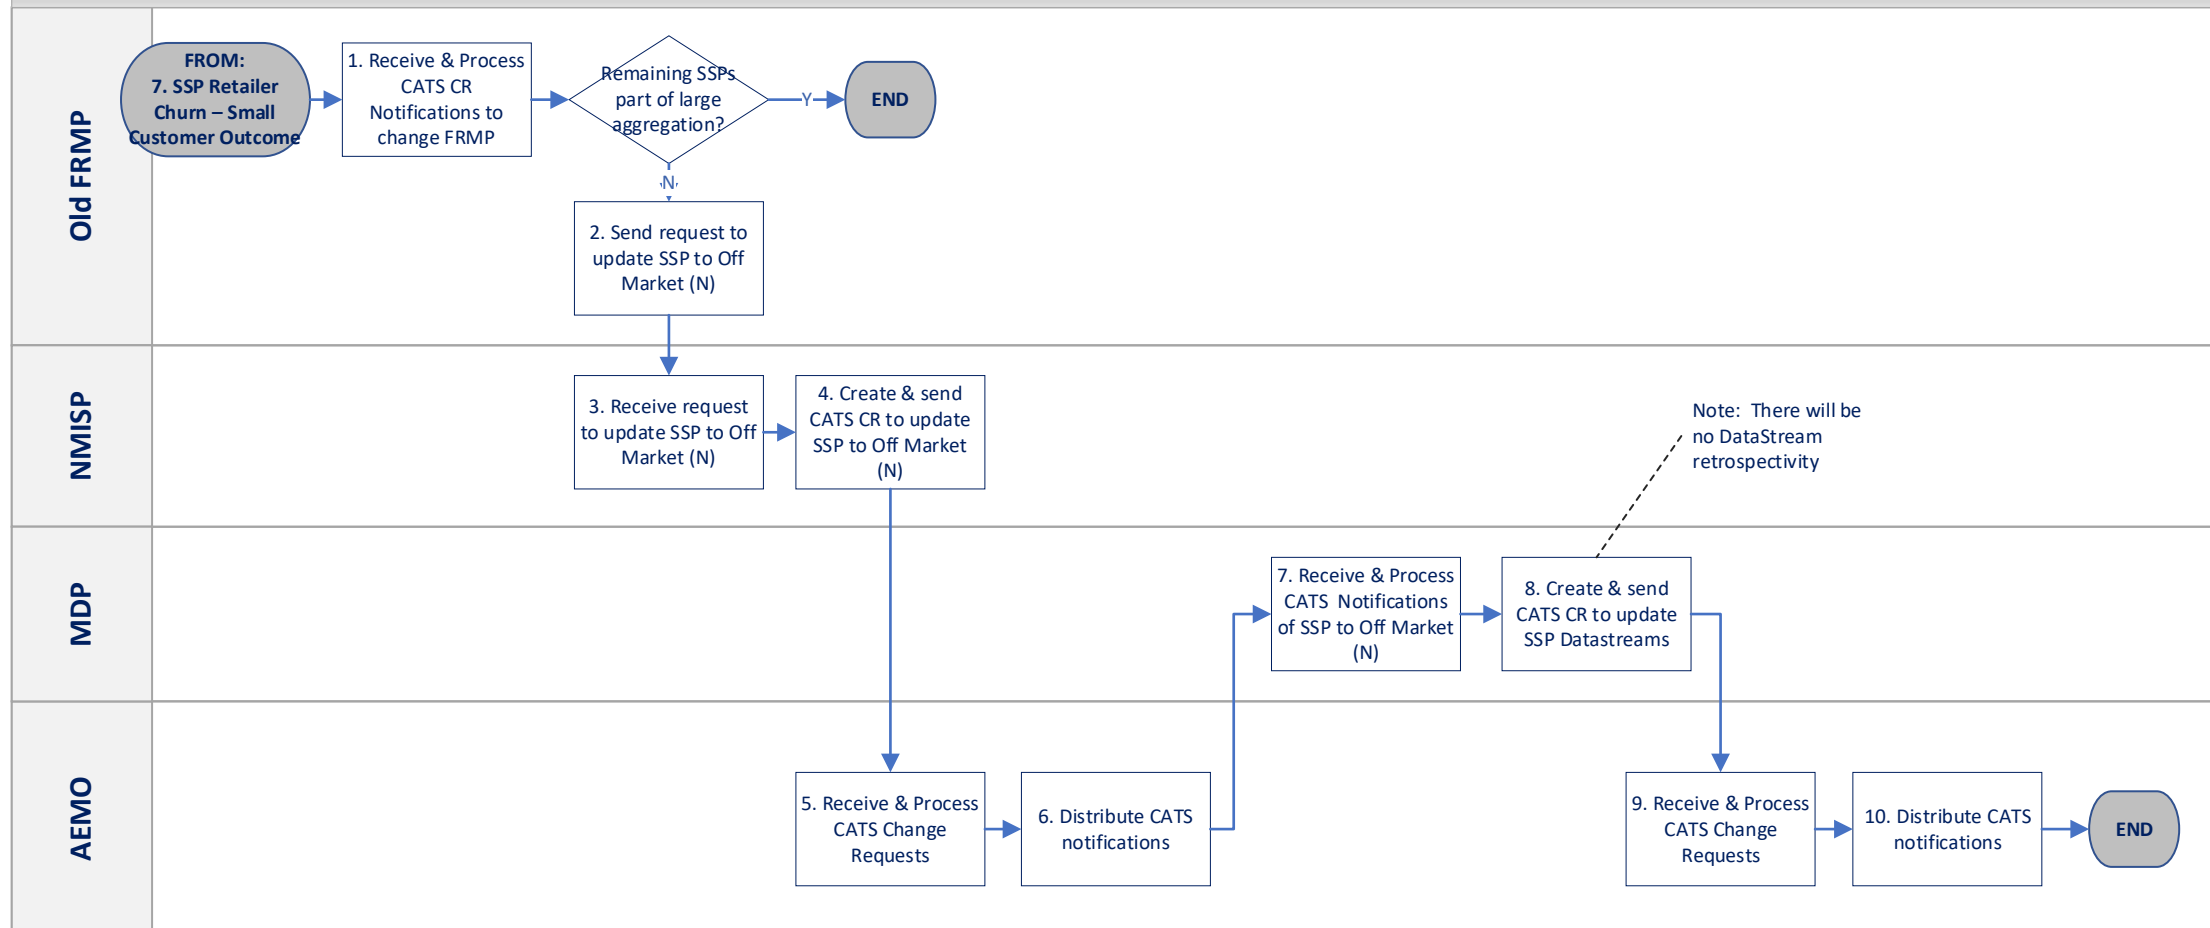 Old FRMP
FROM:
7. SSP Retailer
Churn – Small
Customer Outcome
1. Receive & Process
CATS CR
Notifications to
change FRMP
Remaining SSPs
part of large
aggregation?
Y
END
N
2. Send request to
update SSP to Off
Market (N)
NMISP
3. Receive request
to update SSP to Off
Market (N)
4. Create & send
CATS CR to update
SSP to Off Market
(N)
Note:  There will be
no DataStream
retrospectivity
MDP
7. Receive & Process
CATS  Notifications
of SSP to Off Market
(N)
8. Create & send
CATS CR to update
SSP Datastreams
AEMO
5. Receive & Process
CATS Change
Requests
6. Distribute CATS
notifications
9. Receive & Process
CATS Change
Requests
10. Distribute CATS
notifications
END